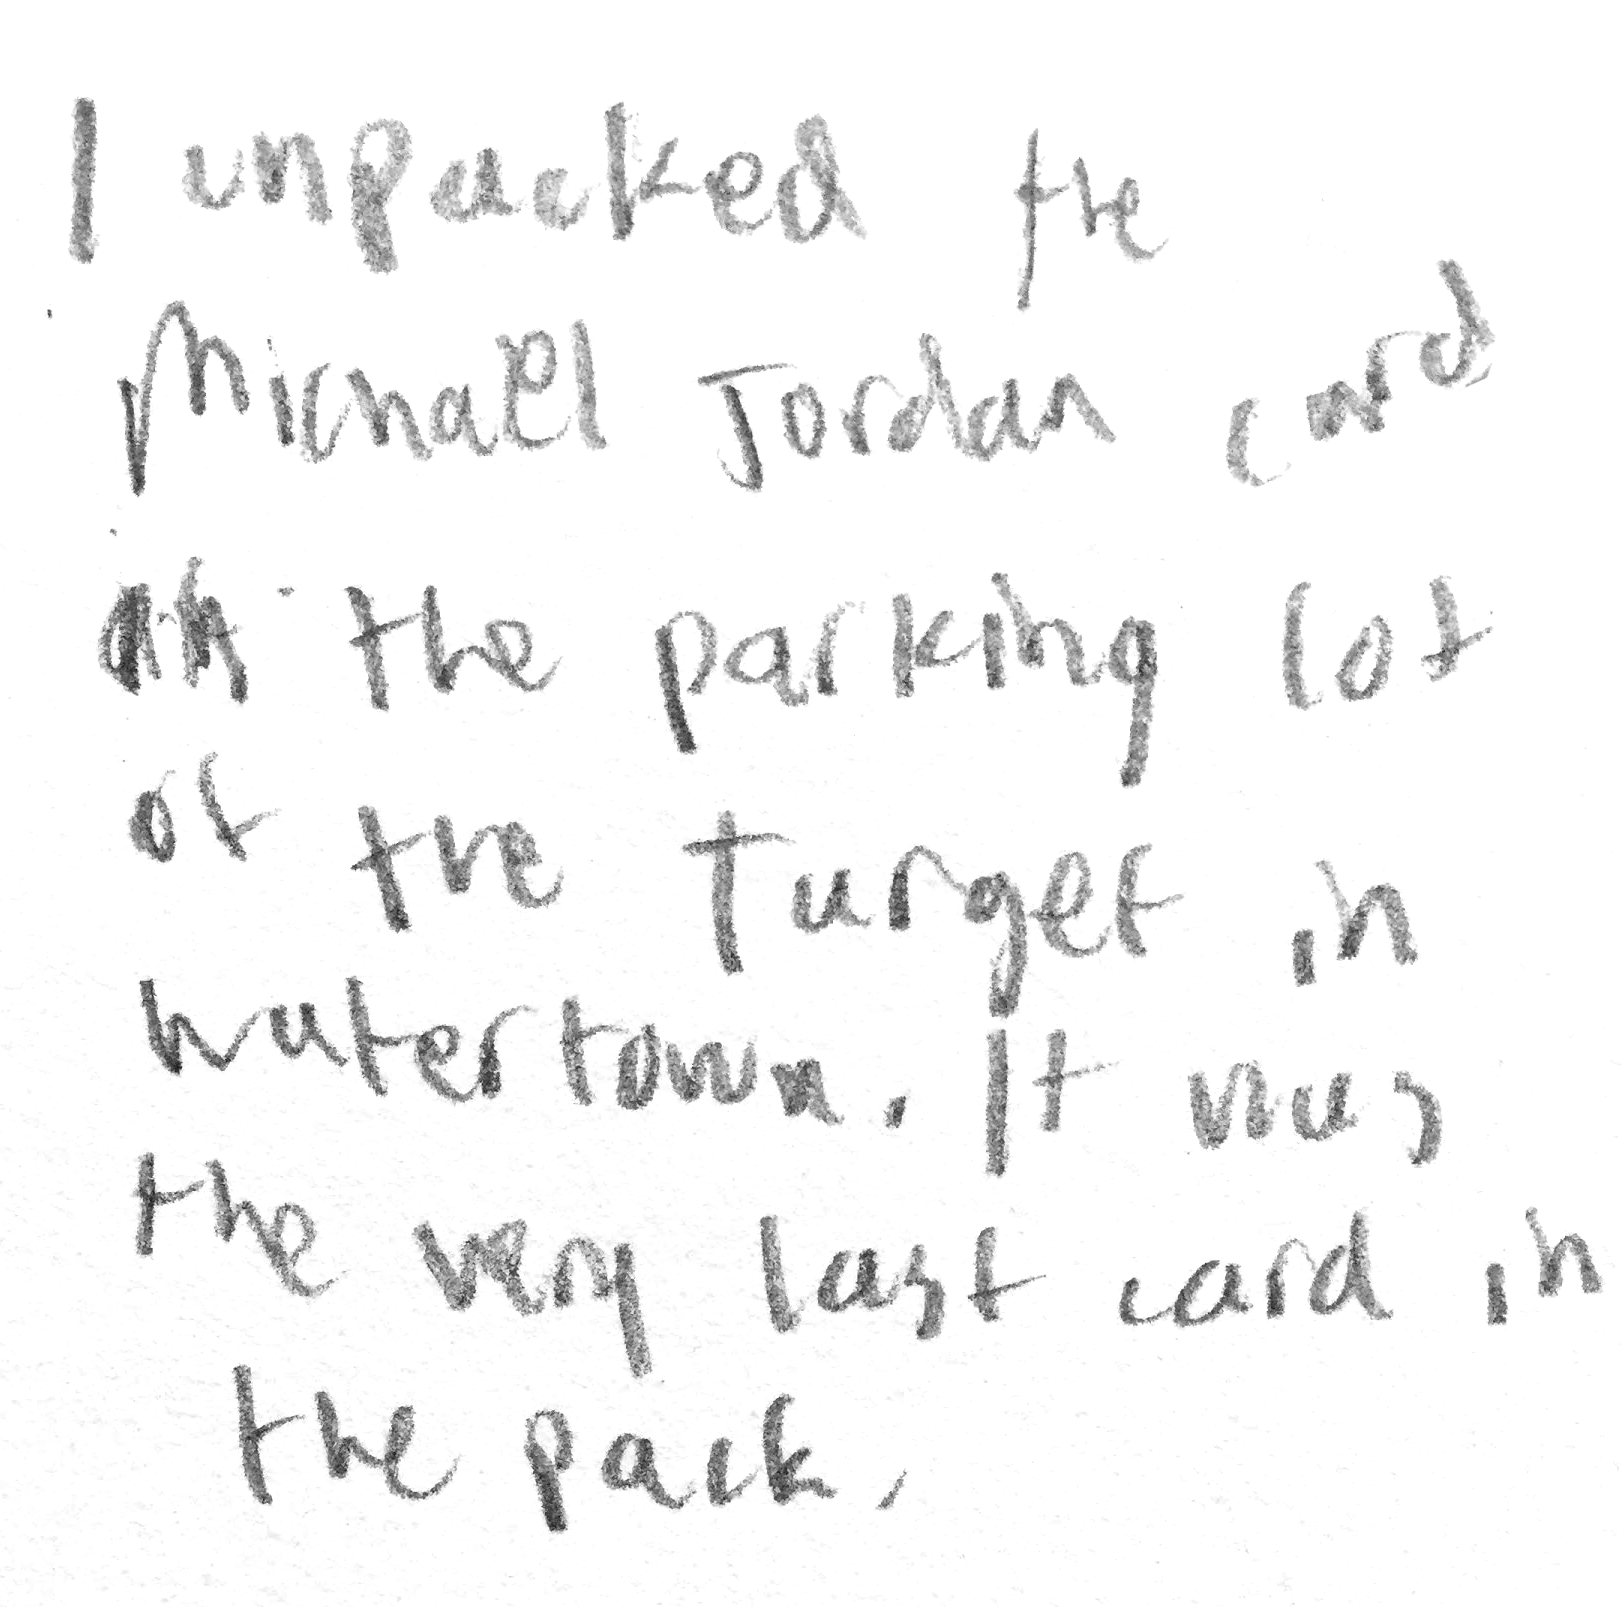 I unpacked the
Michael Jordan card
the parking lot
of the Target in
Watertown. It was
the very last card in
the pack.